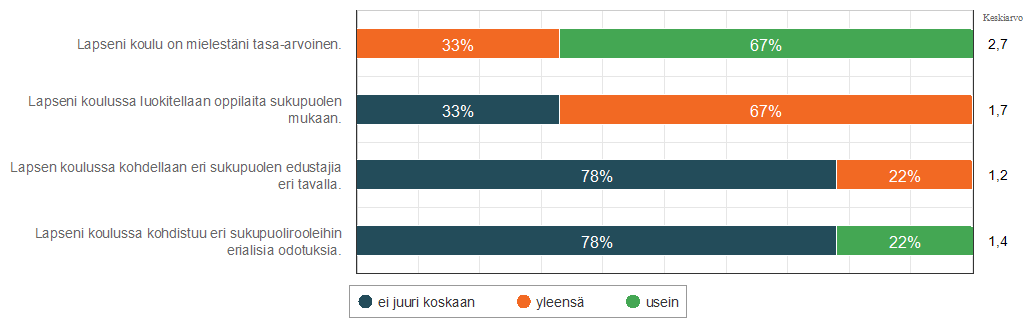 Keskiarvo
Lapseni koulu on mielestäni tasa-arvoinen.
33%
67%
2,7
Lapseni koulussa luokitellaan oppilaita sukupuolen
mukaan.
33%
67%
1,7
Lapsen koulussa kohdellaan eri sukupuolen edustajia
eri tavalla.
78%
22%
1,2
Lapseni koulussa kohdistuu eri sukupuolirooleihin
erialisia odotuksia.
78%
22%
1,4
ei juuri koskaan
yleensä
usein